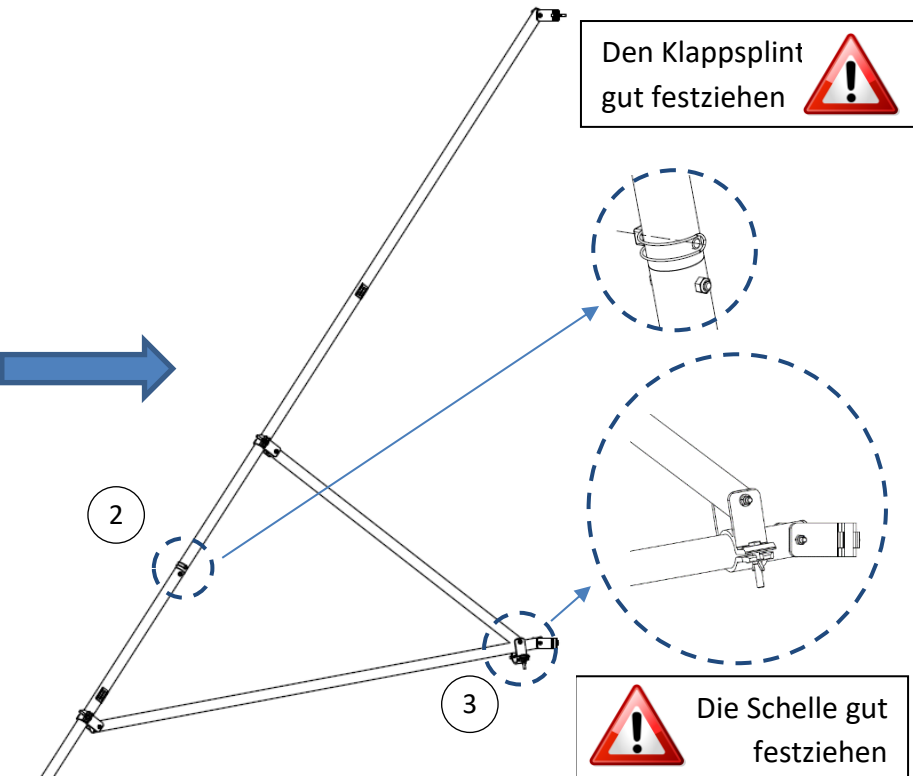 Den Klappsplint
gut festziehen
2
3
Die Schelle gut
festziehen